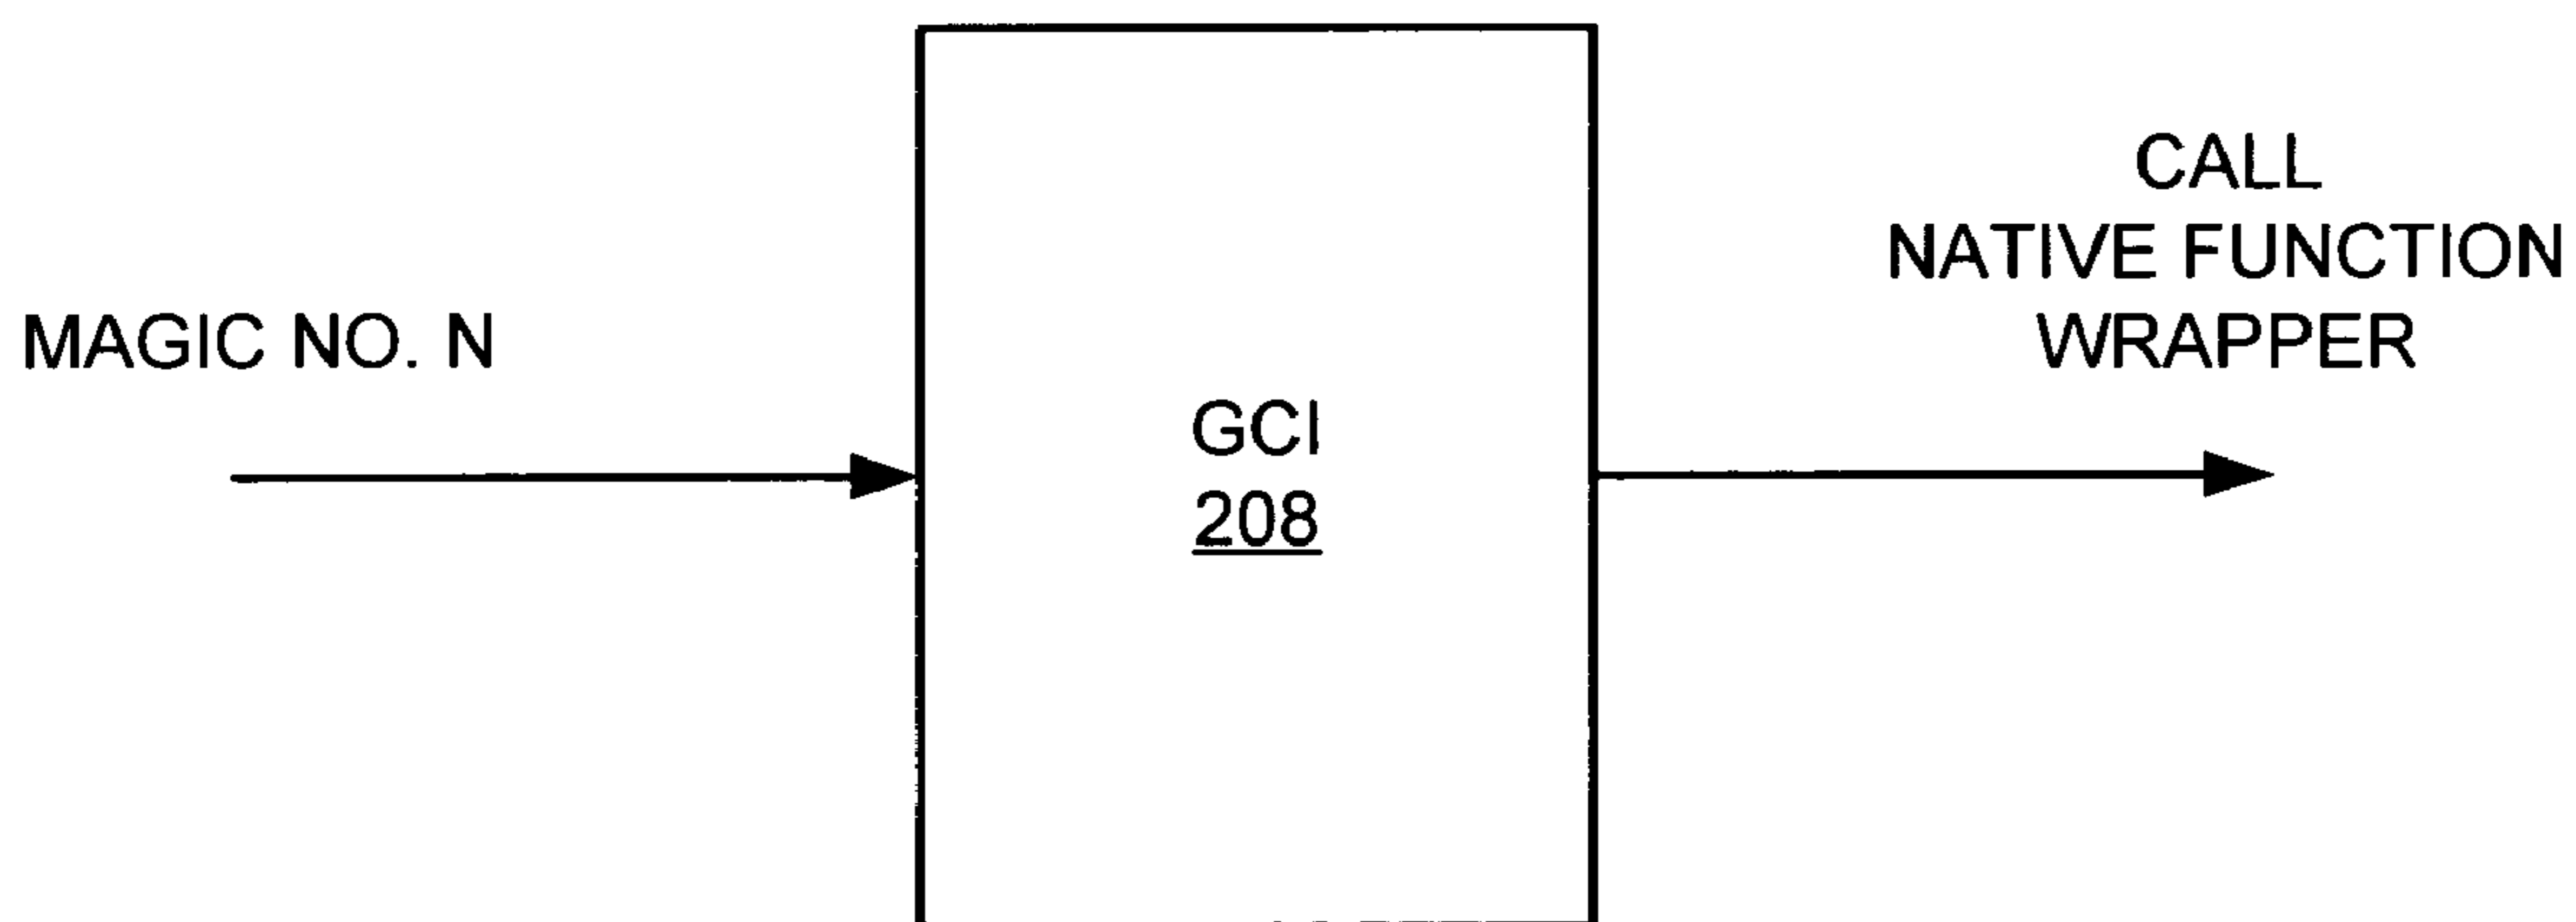 MAGIC NO. N
GCI
208
CALL
NATIVE FUNCTION
WRAPPER